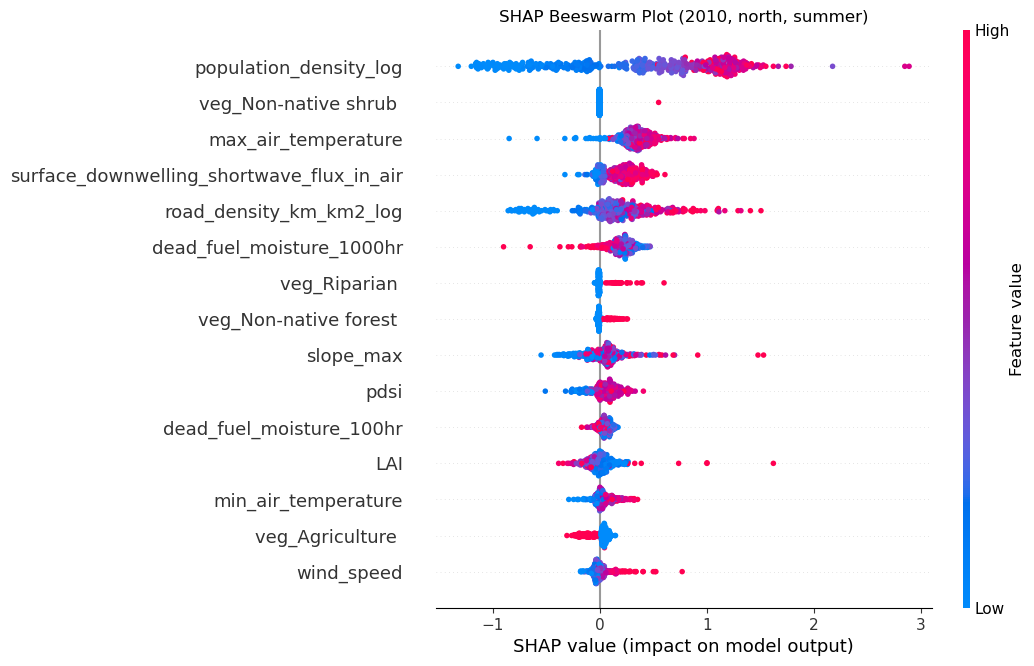 SHAP Beeswarm Plot (2010, north, summer)
High
population_density_log
veg_Non-native shrub
max_air_temperature
surface_downwelling_shortwave_flux_in_air
road_density_km_km2_log
dead_fuel_moisture_1000hr
veg_Riparian
veg_Non-native forest
slope_max
pdsi
dead_fuel_moisture_100hr
LAI
min_air_temperature
veg_Agriculture
wind_speed
Feature value
Low
−1 0 1 2 3
SHAP value (impact on model output)